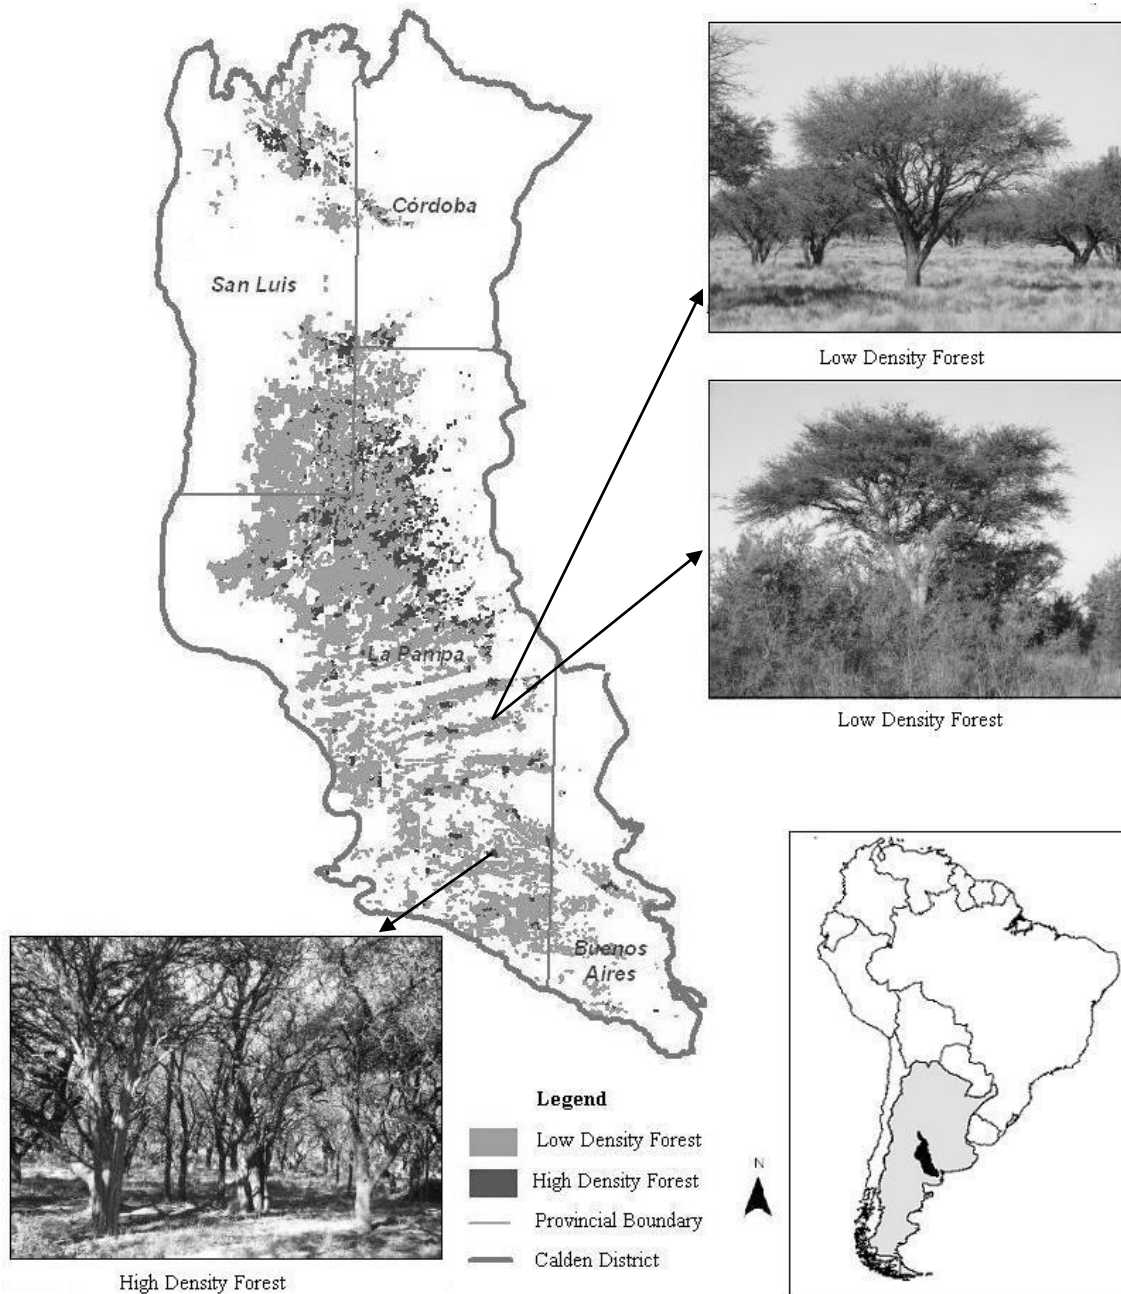 Córdoba
San Luis
Low Density Forest
La Pampa
Low Density Forest
Buenos
Aires
Legend
Low Density Forest
High Density Forest
Provincial Boundary
Calden District
N
High Density Forest